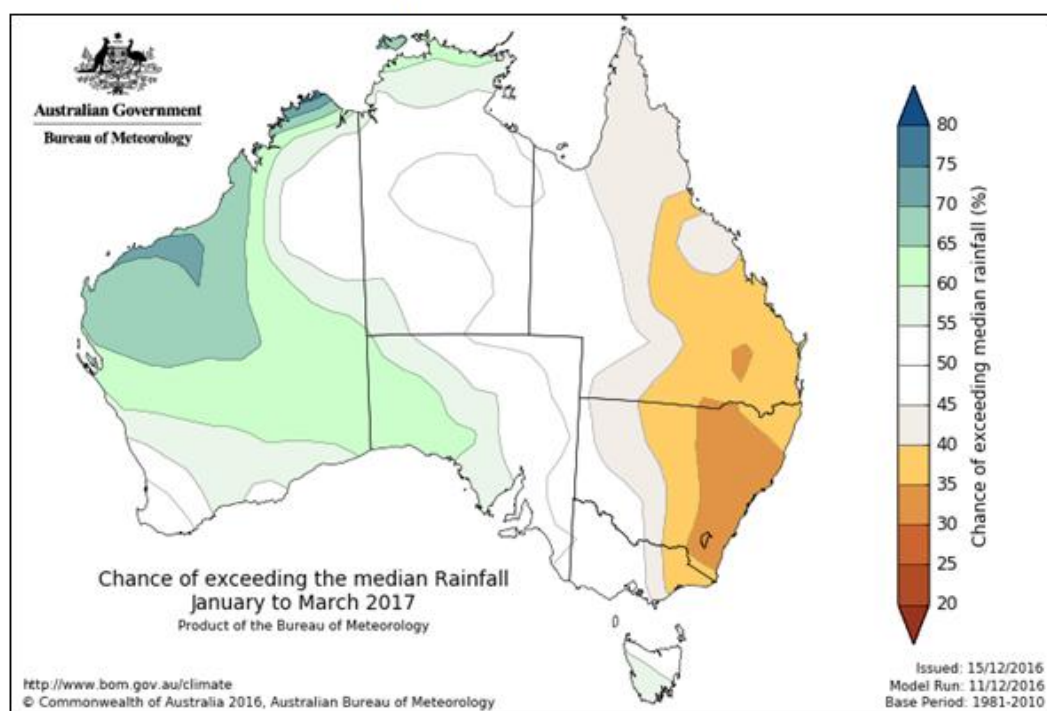 Australian Government
Bureau of Meteorology
80
75
70
65
60
55
50
45
40
35
30
25
20
Chance of exceeding median rainfall (%)
Chance of exceeding the median Rainfall
January to March 2017
Product of the Bureau of Meteorology
http://www.bom.gov.au/climate
© Commonwealth of Australia 2016, Australian Bureau of Meteorology
Issued: 15/12/2016
Model Run: 11/12/2016
Base Period: 1981-2010